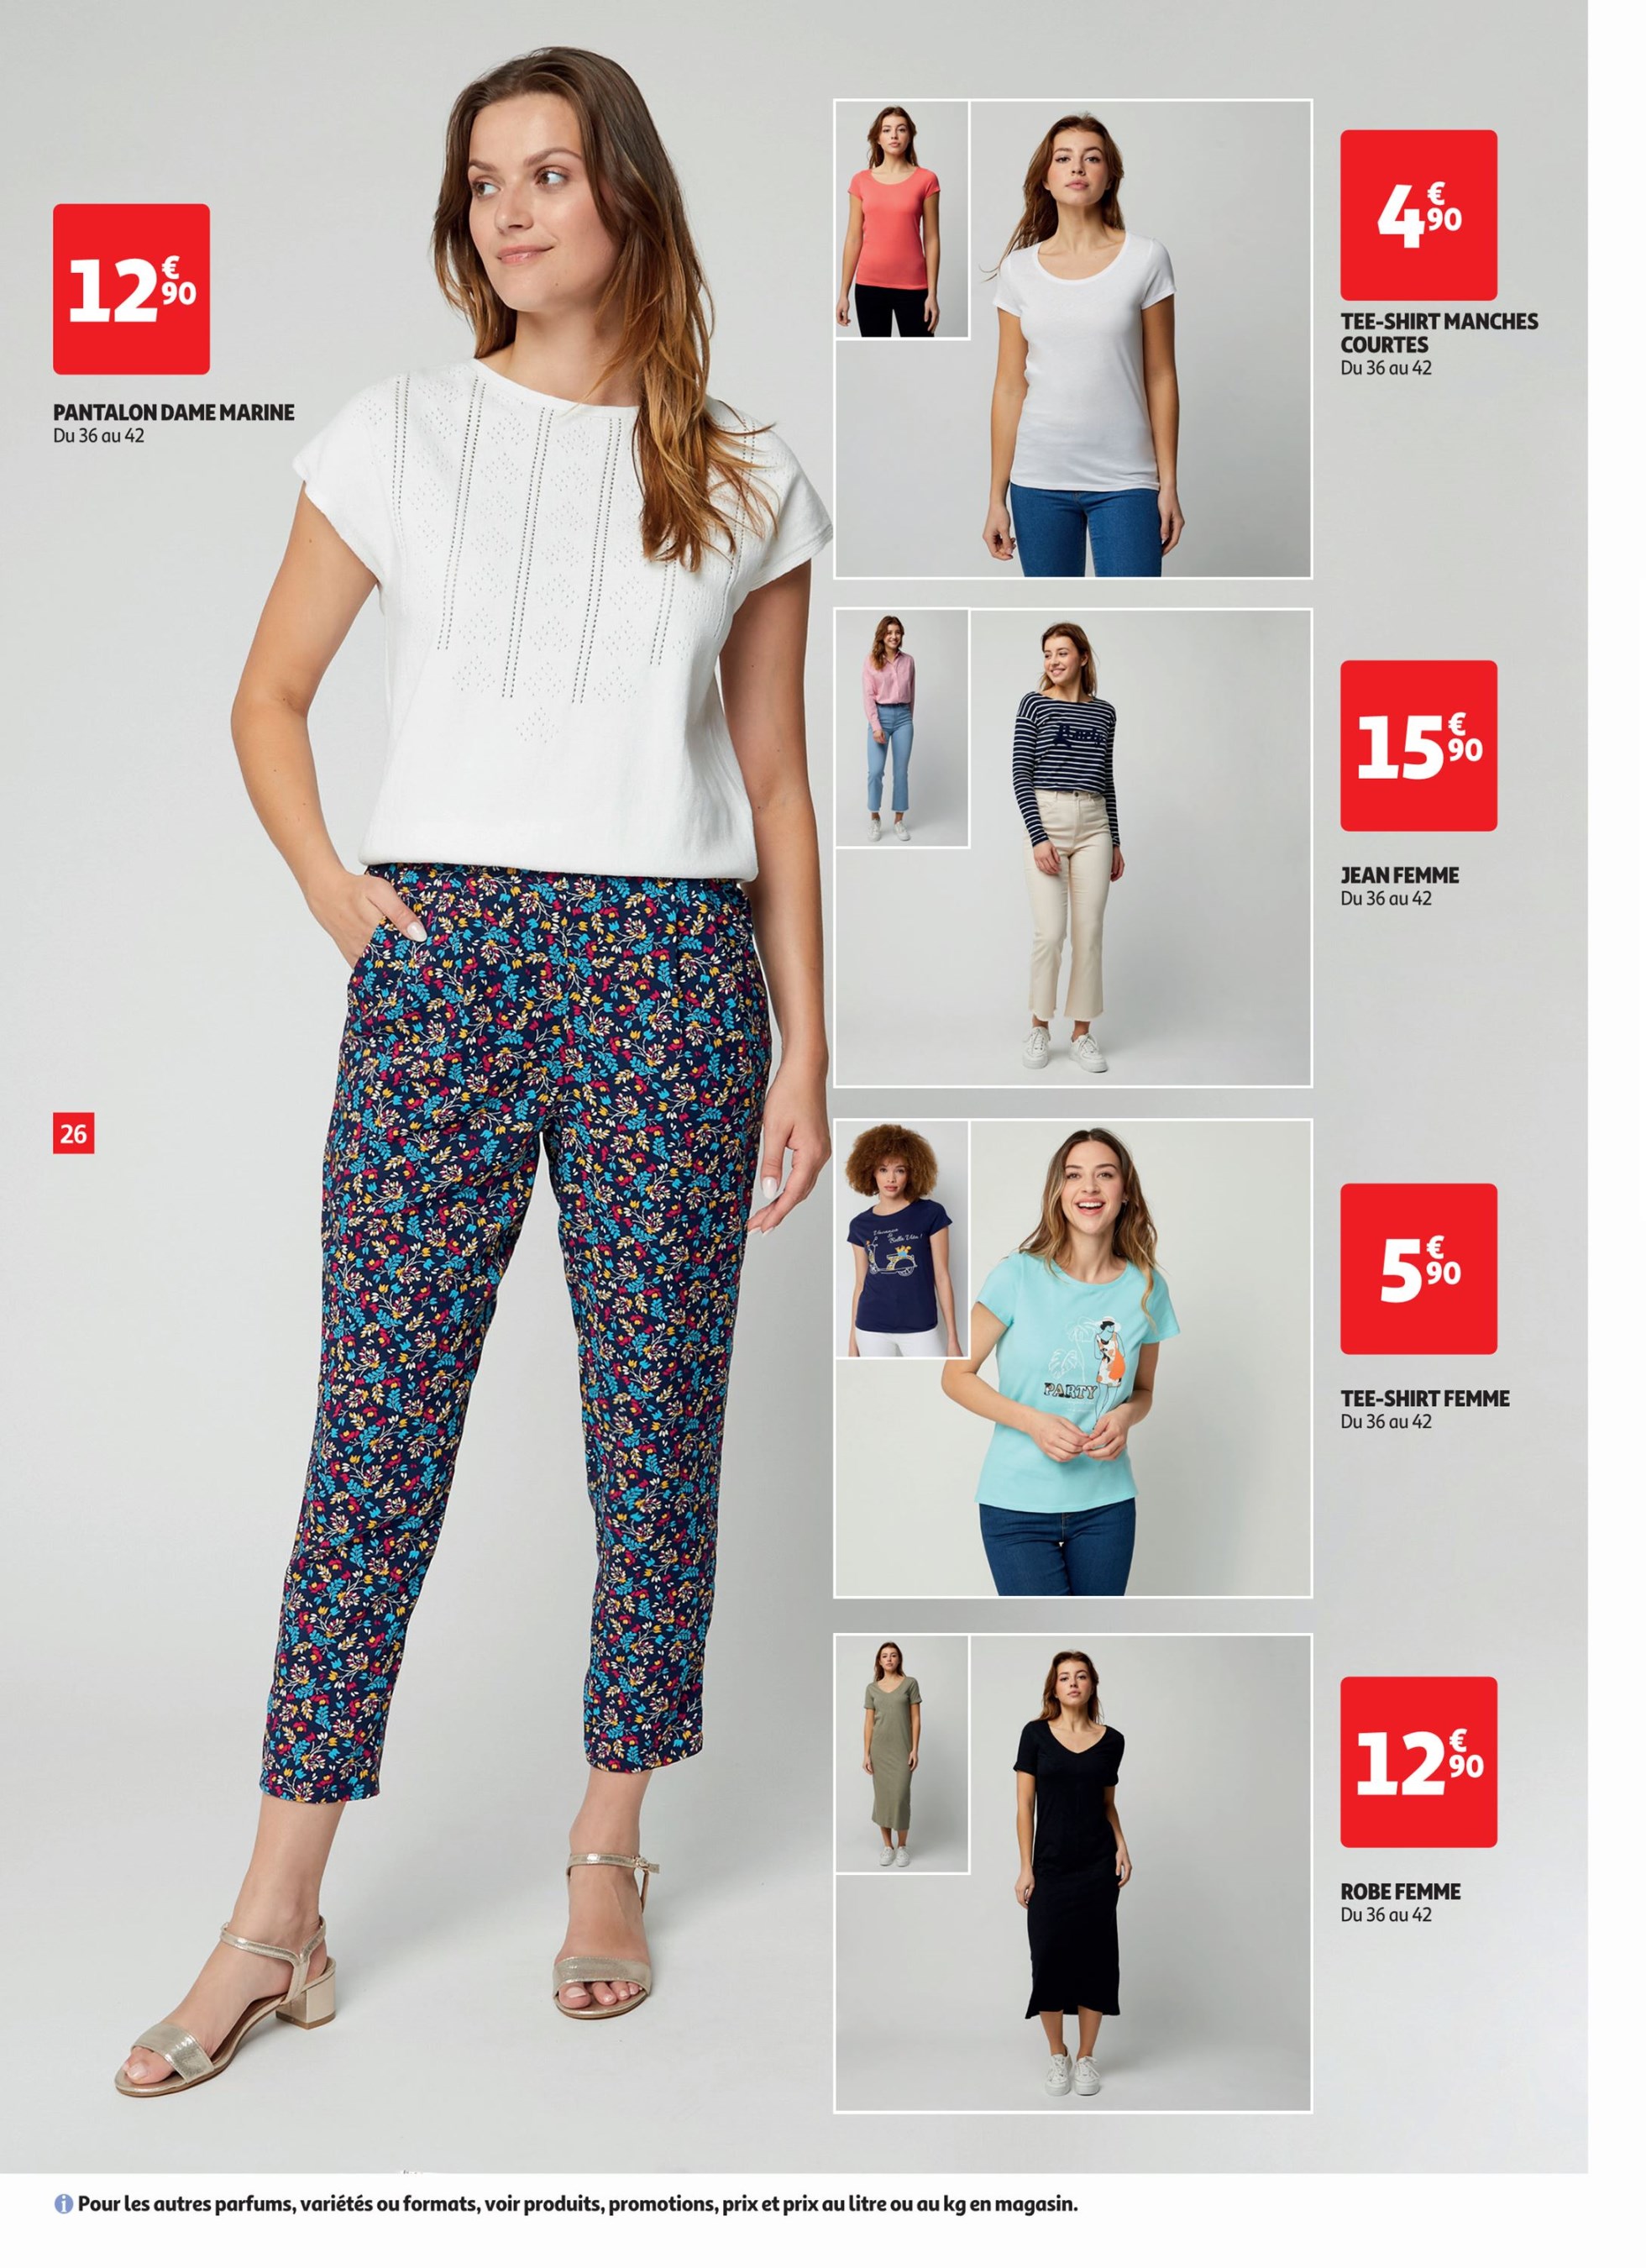 12€90
PANTALON DAME MARINE
Du 36 au 42
4€90
TEE-SHIRT MANCHES
COURTES
Du 36 au 42
15€90
JEAN FEMME
Du 36 au 42
26
PARTY
5€90
TEE-SHIRT FEMME
Du 36 au 42
12€90
ROBE FEMME
Du 36 au 42
i Pour les autres parfums, variétés ou formats, voir produits, promotions, prix et prix au litre ou au kg en magasin.